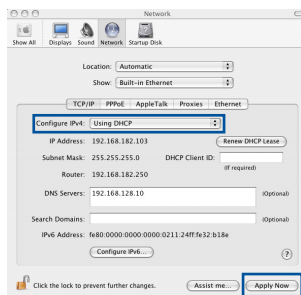 Network
Show All Displays Sound Network Startup Disk
Location: Automatic
Show: Built-in Ethernet
TCP/IP PPPoE AppleTalk Proxies Ethernet
Configure IPv4: Using DHCP
IP Address: 192.168.182.103 Renew DHCP Lease
Subnet Mask: 255.255.255.0 DHCP Client ID:
(If required)
Router: 192.168.182.250
DNS Servers: 192.168.128.10 (Optional)
Search Domains: (Optional)
IPv6 Address: fe80:0000:0000:0000:0211:24ff:fe32:b18e
Configure IPv6... ?
Click the lock to prevent further changes. Assist me... Apply Now